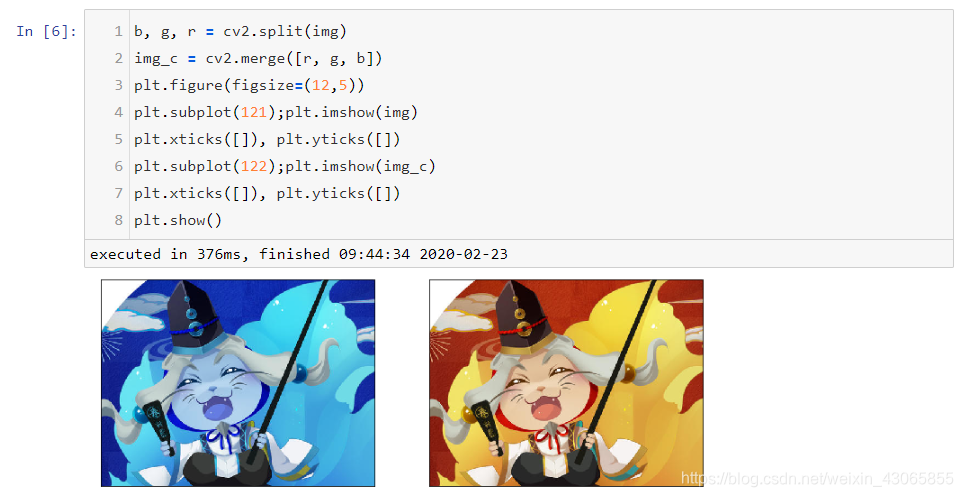 In [6]:
1 b, g, r = cv2.split(img)
2 img_c = cv2.merge([r, g, b])
3 plt.figure(figsize=(12,5))
4 plt.subplot(121);plt.imshow(img)
5 plt.xticks([]), plt.yticks([])
6 plt.subplot(122);plt.imshow(img_c)
7 plt.xticks([]), plt.yticks([])
8 plt.show()
executed in 376ms, finished 09:44:34 2020-02-23
https://blog.csdn.net/weixin_43065855